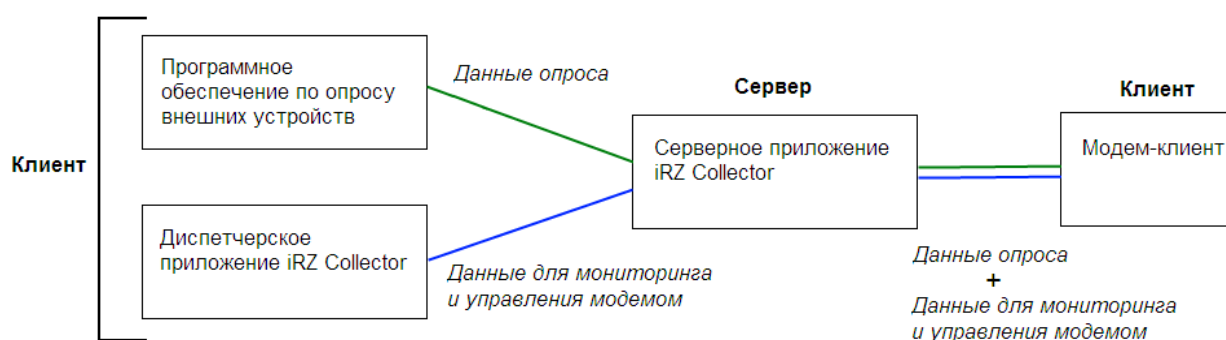 Клиент
Программное
обеспечение по опросу
внешних устройств
Данные опроса
Диспетчерское
приложение iRZ Collector
Данные для мониторинга
и управления модемом
Сервер
Серверное приложение
iRZ Collector
Клиент
Модем-клиент
Данные опроса
+
Данные для мониторинга
и управления модемом